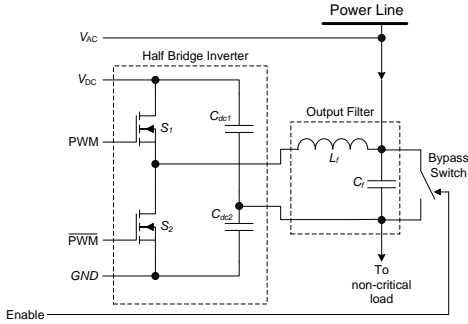 Power Line
V_AC
Half Bridge Inverter
V_DC
C_dc1
S_1
Output Filter
PWM
L_f
Bypass
Switch
C_f
C_dc2
S_2
P̅W̅M̅
GND
To
non-critical
load
Enable